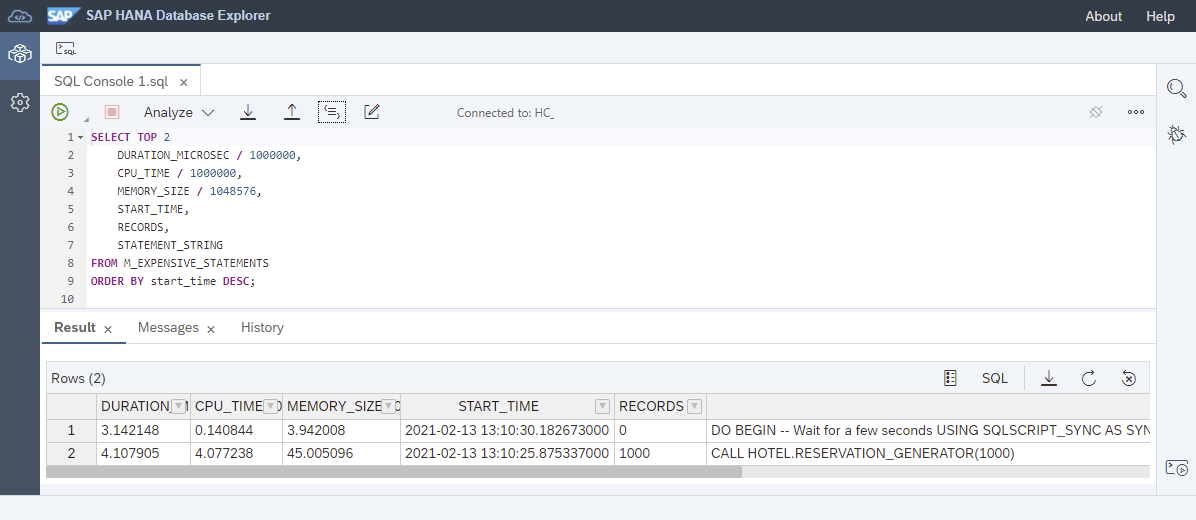 SAP SAP HANA Database Explorer About Help
SQL
SQL Console 1.sql ×
Analyze Connected to: HC_
1 SELECT TOP 2
2 DURATION_MICROSEC / 1000000,
3 CPU_TIME / 1000000,
4 MEMORY_SIZE / 1048576,
5 START_TIME,
6 RECORDS,
7 STATEMENT_STRING
8 FROM M_EXPENSIVE_STATEMENTS
9 ORDER BY start_time DESC;
10
Result × Messages × History
Rows (2) SQL
DURATION_M CPU_TIME MEMORY_SIZE START_TIME RECORDS
1 3.142148 0.140844 3.942008 2021-02-13 13:10:30.182673000 0 DO BEGIN -- Wait for a few seconds USING SQLSCRIPT_SYNC AS SYN
2 4.107905 4.077238 45.005096 2021-02-13 13:10:25.875337000 1000 CALL HOTEL.RESERVATION_GENERATOR(1000)